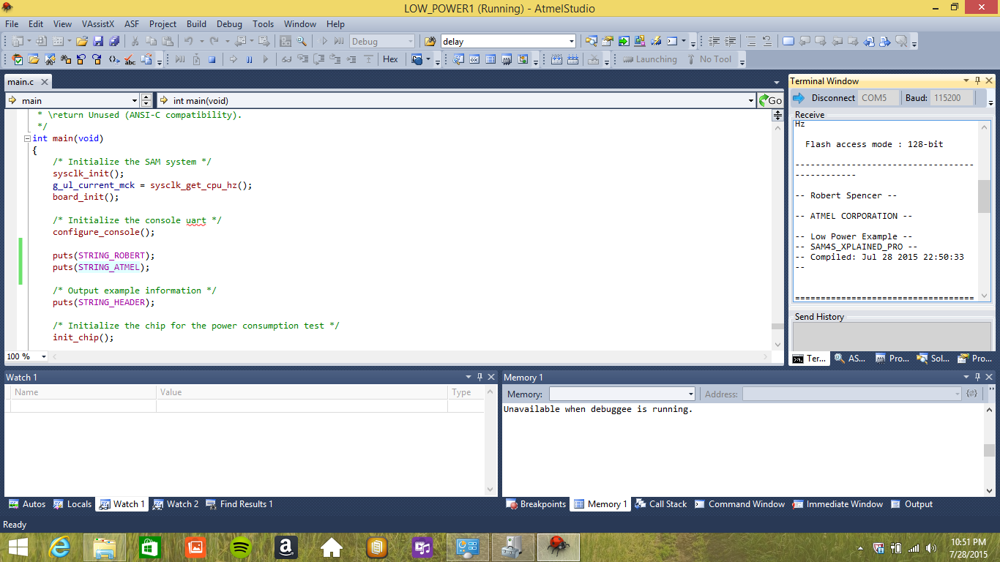 LOW_POWER1 (Running) - AtmelStudio
File Edit View VAssistX ASF Project Build Debug Tools Window Help
Debug delay
Hex Launching No Tool
main.c
main int main(void) Go
* \return Unused (ANSI-C compatibility).
*/
int main(void)
{
/* Initialize the SAM system */
sysclk_init();
g_ul_current_mck = sysclk_get_cpu_hz();
board_init();
/* Initialize the console uart */
configure_console();
puts(STRING_ROBERT);
puts(STRING_ATMEL);
/* Output example information */
puts(STRING_HEADER);
/* Initialize the chip for the power consumption test */
init_chip();
100 %
Terminal Window
Disconnect COM5 Baud: 115200
Receive
Hz
Flash access mode : 128-bit
-----------------------------------
------------
-- Robert Spencer --
-- ATMEL CORPORATION --
-- Low Power Example --
-- SAM4S_XPLAINED_PRO --
-- Compiled: Jul 28 2015 22:50:33
--
===================================
Send History
Ter... AS... Pro... Sol... Pro...
Watch 1
Name Value Type
Autos Locals Watch 1 Watch 2 Find Results 1
Memory 1
Memory: Address:
Unavailable when debuggee is running.
Breakpoints Memory 1 Call Stack Command Window Immediate Window Output
Ready
10:51 PM
7/28/2015